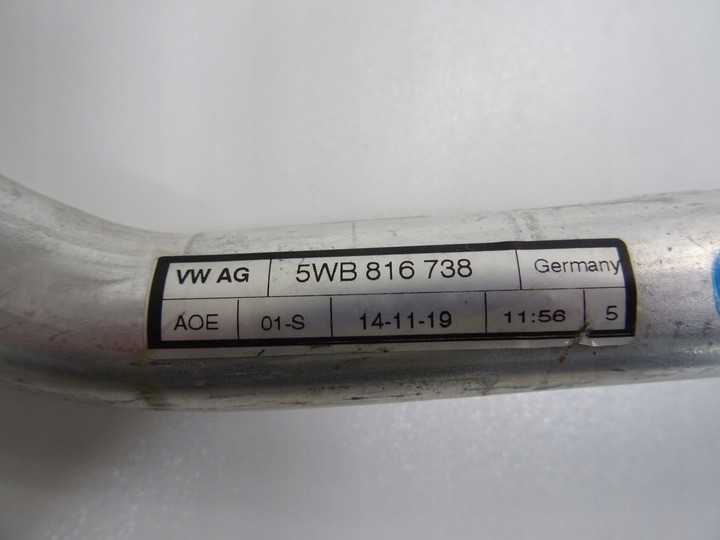 VW AG 5WB 816 738 Germany
AOE 01-S 14-11-19 11:56 5